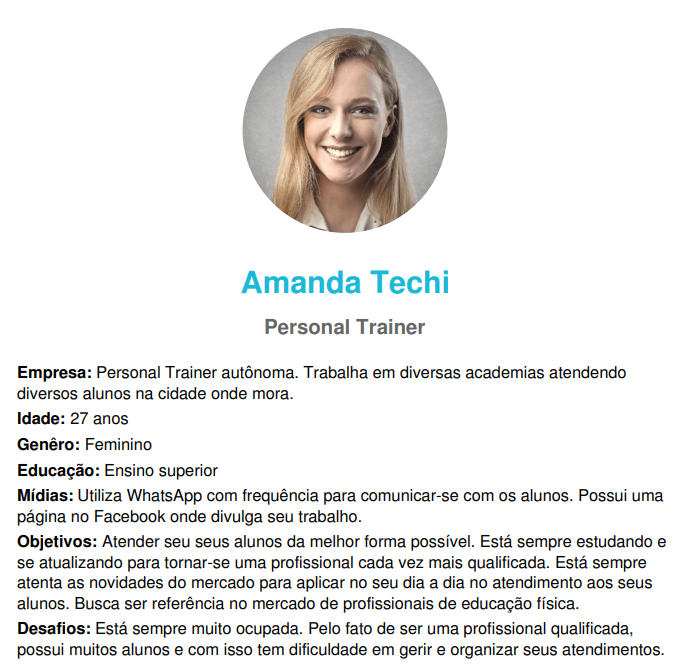 Amanda Techi
Personal Trainer
Empresa: Personal Trainer autônoma. Trabalha em diversas academias atendendo
diversos alunos na cidade onde mora.
Idade: 27 anos
Genêro: Feminino
Educação: Ensino superior
Mídias: Utiliza WhatsApp com frequência para comunicar-se com os alunos. Possui uma
página no Facebook onde divulga seu trabalho.
Objetivos: Atender seu seus alunos da melhor forma possível. Está sempre estudando e
se atualizando para tornar-se uma profissional cada vez mais qualificada. Está sempre
atenta as novidades do mercado para aplicar no seu dia a dia no atendimento aos seus
alunos. Busca ser referência no mercado de profissionais de educação física.
Desafios: Está sempre muito ocupada. Pelo fato de ser uma profissional qualificada,
possui muitos alunos e com isso tem dificuldade em gerir e organizar seus atendimentos.